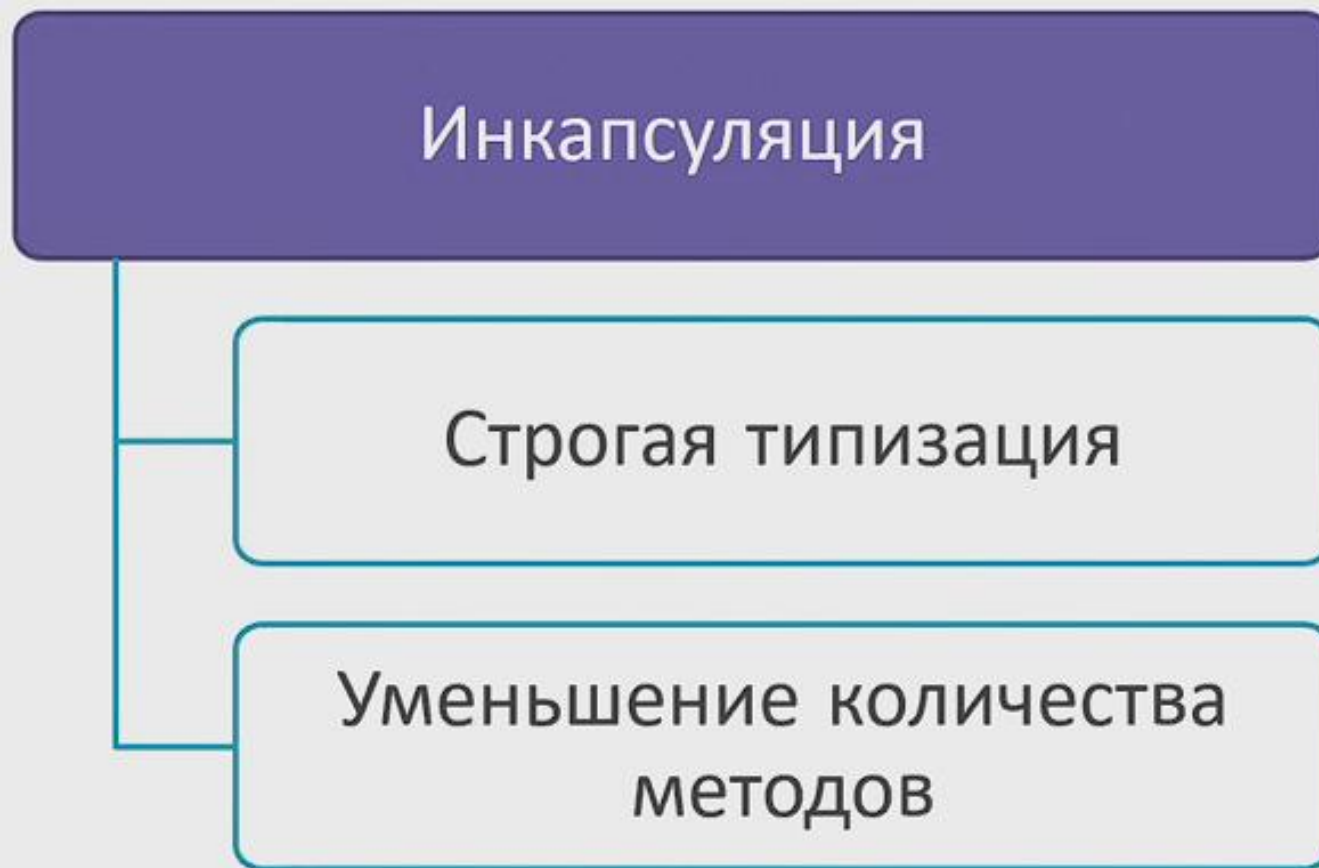 Инкапсуляция
Строгая типизация
Уменьшение количества
методов